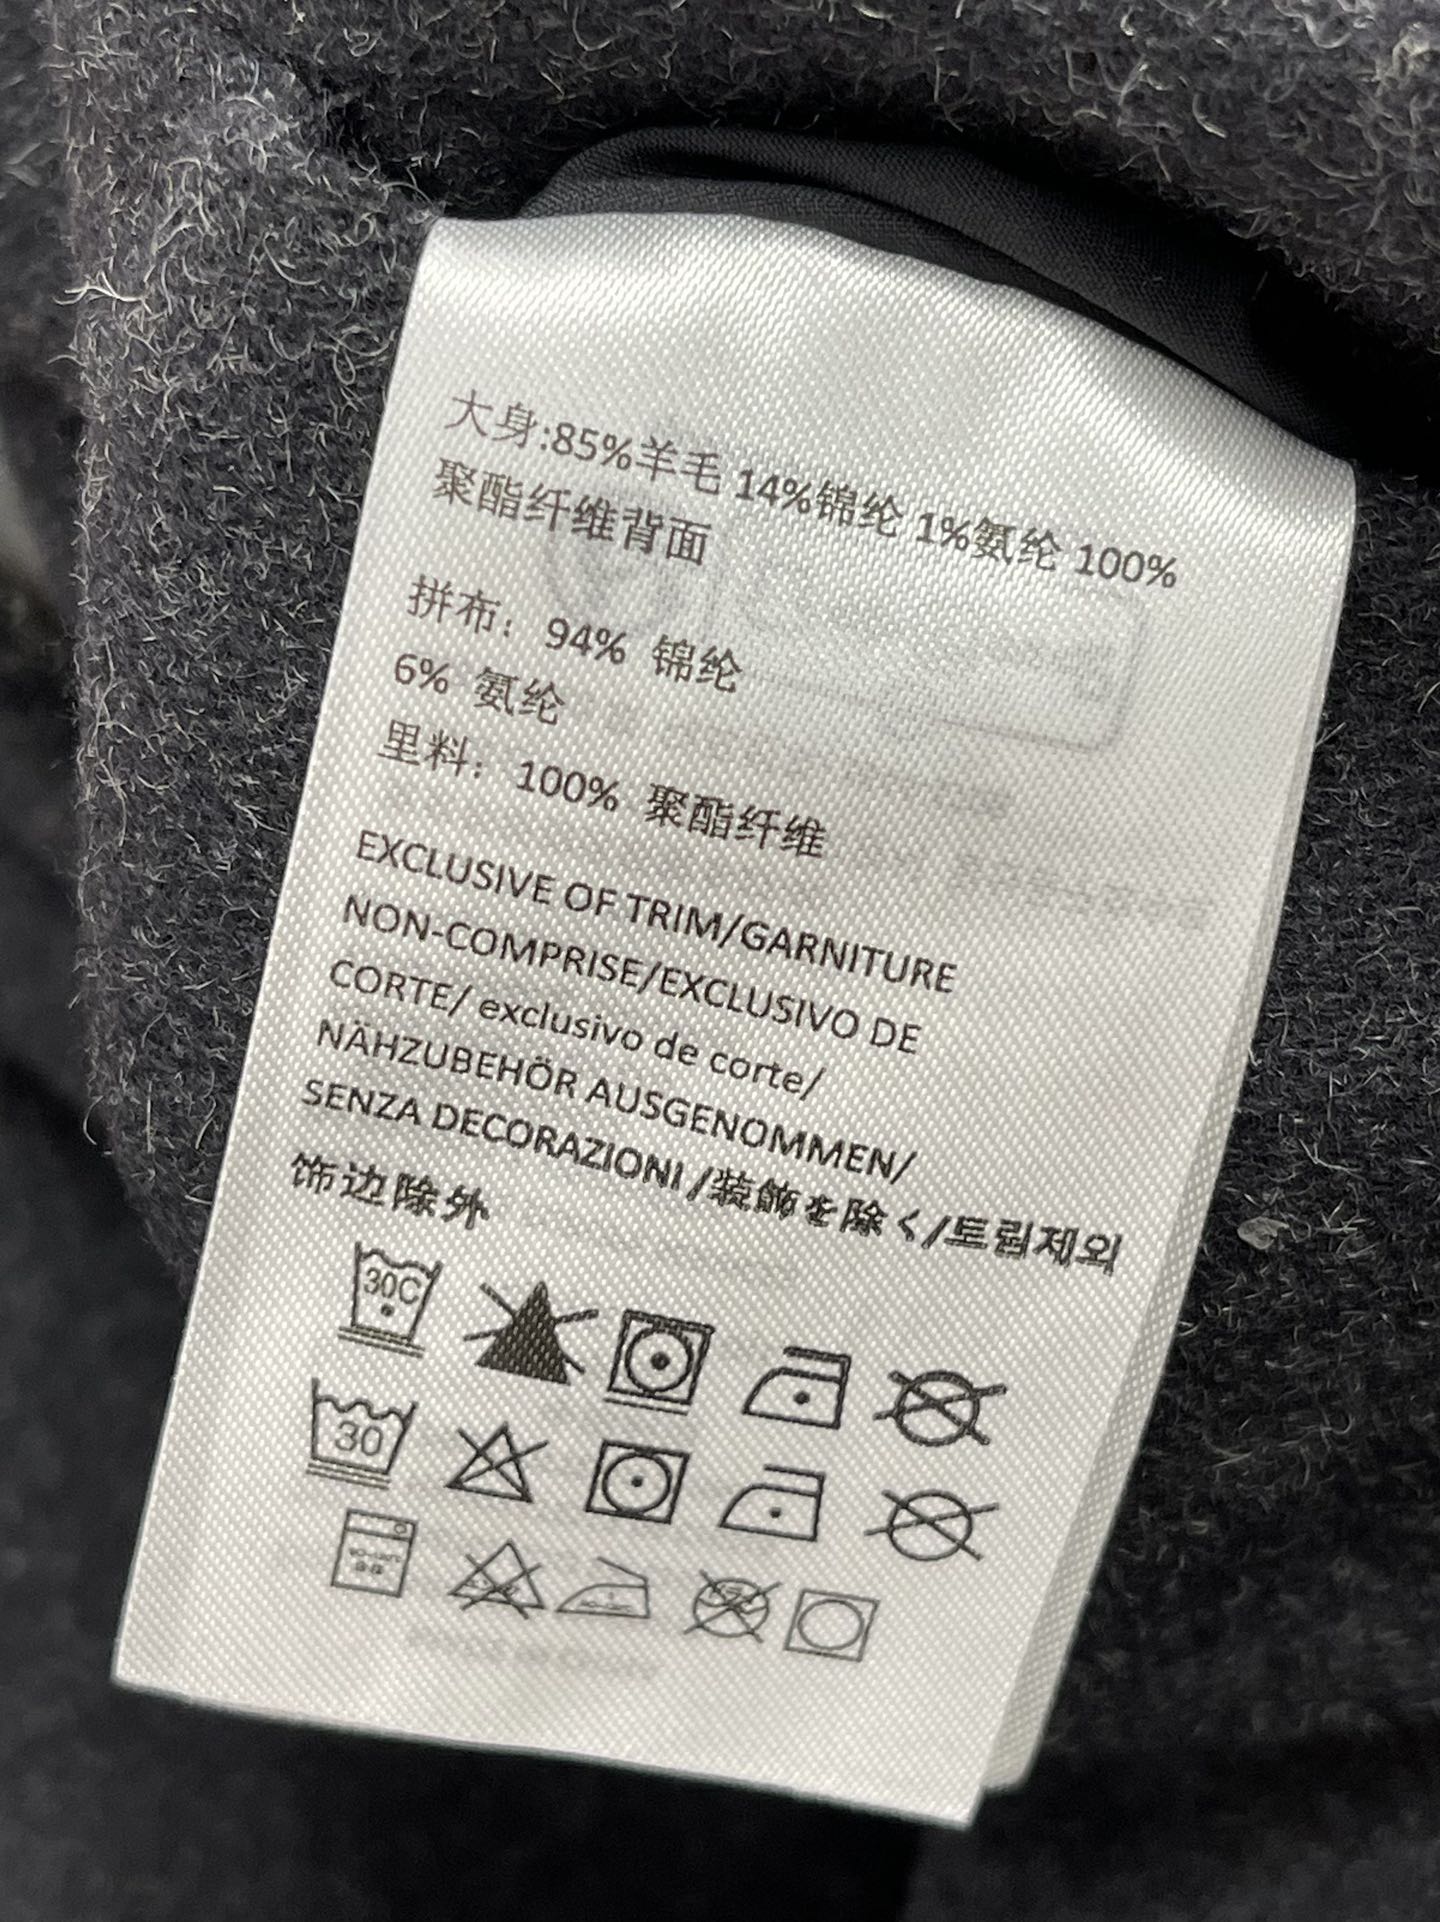 大身:85%羊毛 14%锦纶 1%氨纶 100%
聚酯纤维背面
拼布： 94% 锦纶
6% 氨纶
里料： 100% 聚酯纤维
EXCLUSIVE OF TRIM/GARNITURE
NON-COMPRISE/EXCLUSIVO DE
CORTE/ exclusivo de corte/
NÄHZUBEHÖR AUSGENOMMEN/
SENZA DECORAZIONI /装飾を除く/토림제외
饰边除外
30C
30